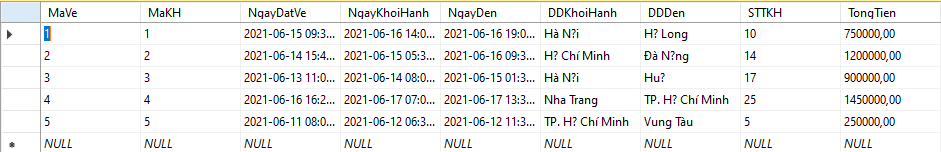 MaVe MaKH NgayDatVe NgayKhoiHanh NgayDen DDKhoiHanh DDDen STTKH TongTien
1 1 2021-06-15 09:3... 2021-06-16 14:0... 2021-06-16 19:0... Hà N?i H? Long 10 750000,00
2 2 2021-06-14 15:4... 2021-06-15 05:3... 2021-06-16 09:3... H? Chí Minh Đà N?ng 14 1200000,00
3 3 2021-06-13 11:0... 2021-06-14 08:0... 2021-06-15 01:3... Hà N?i Hu? 17 900000,00
4 4 2021-06-16 16:2... 2021-06-17 07:0... 2021-06-17 13:3... Nha Trang TP. H? Chí Minh 25 1450000,00
5 5 2021-06-11 08:0... 2021-06-12 06:3... 2021-06-12 11:3... TP. H? Chí Minh Vung Tàu 5 250000,00
NULL NULL NULL NULL NULL NULL NULL NULL NULL